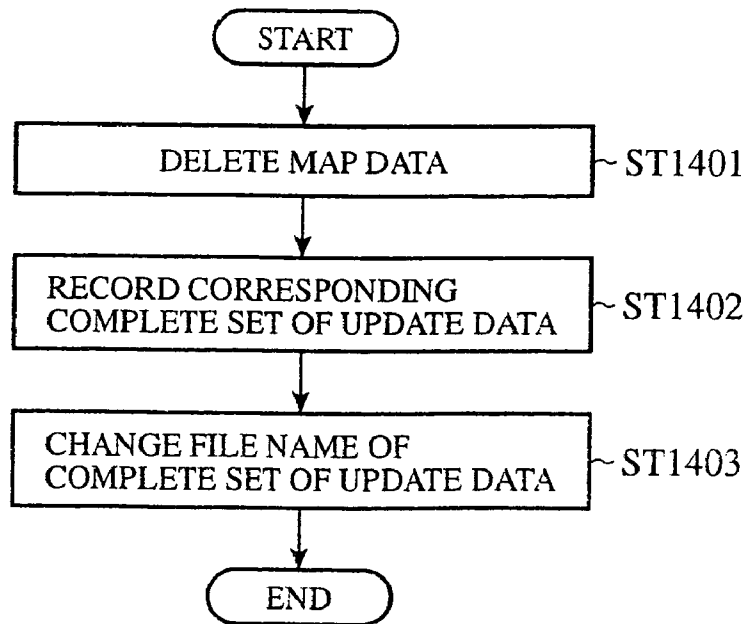 START
DELETE MAP DATA
~ST1401
RECORD CORRESPONDING
COMPLETE SET OF UPDATE DATA
~ST1402
CHANGE FILE NAME OF
COMPLETE SET OF UPDATE DATA
~ST1403
END